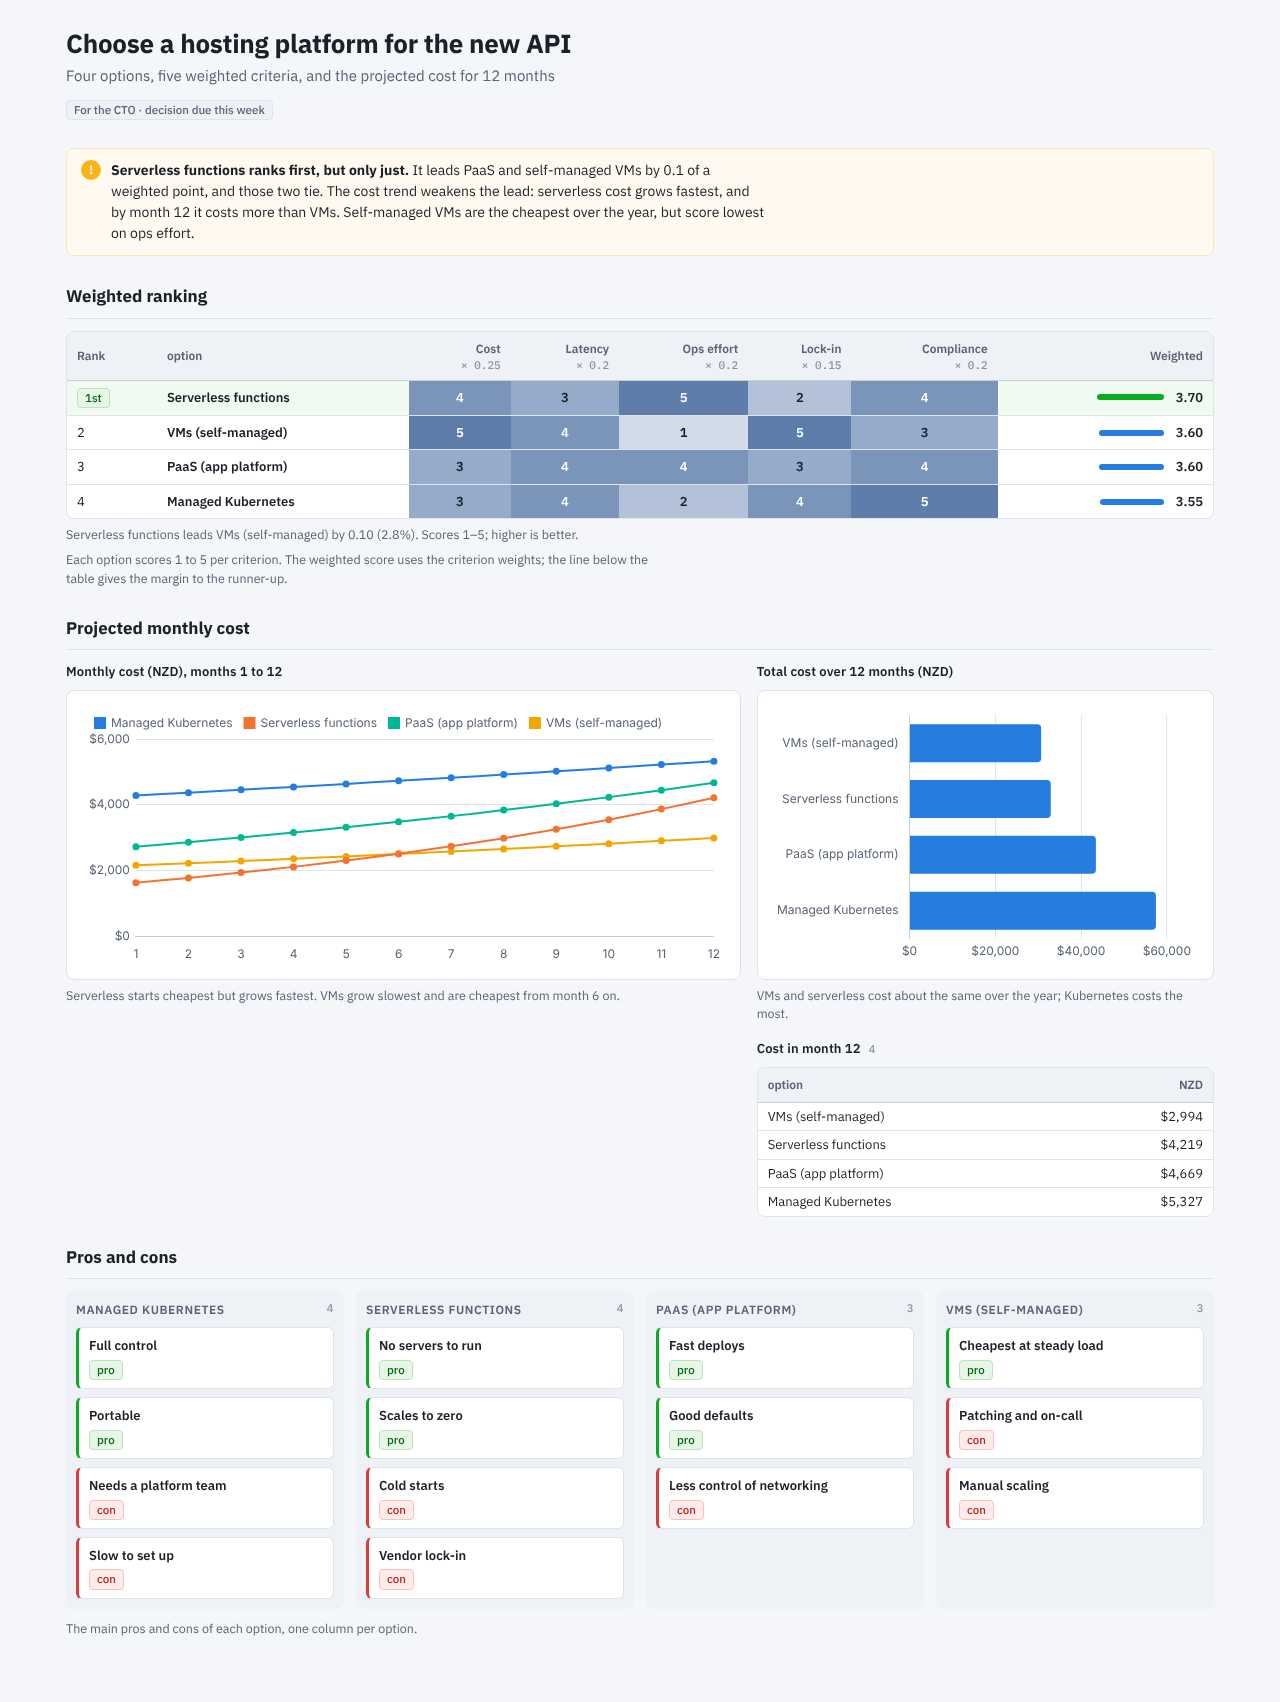 Choose a hosting platform for the new API
Four options, five weighted criteria, and the projected cost for 12 months
For the CTO · decision due this week
!
Serverless functions ranks first, but only just. It leads PaaS and self-managed VMs by 0.1 of a
weighted point, and those two tie. The cost trend weakens the lead: serverless cost grows fastest, and
by month 12 it costs more than VMs. Self-managed VMs are the cheapest over the year, but score lowest
on ops effort.
Weighted ranking
Rank option Cost × 0.25 Latency × 0.2 Ops effort × 0.2 Lock-in × 0.15 Compliance × 0.2 Weighted
1st Serverless functions 4 3 5 2 4 3.70
2 VMs (self-managed) 5 4 1 5 3 3.60
3 PaaS (app platform) 3 4 4 3 4 3.60
4 Managed Kubernetes 3 4 2 4 5 3.55
Serverless functions leads VMs (self-managed) by 0.10 (2.8%). Scores 1–5; higher is better.
Each option scores 1 to 5 per criterion. The weighted score uses the criterion weights; the line below the
table gives the margin to the runner-up.
Projected monthly cost
Monthly cost (NZD), months 1 to 12
Managed Kubernetes Serverless functions PaaS (app platform) VMs (self-managed)
$6,000
$4,000
$2,000
$0
1 2 3 4 5 6 7 8 9 10 11 12
Serverless starts cheapest but grows fastest. VMs grow slowest and are cheapest from month 6 on.
Total cost over 12 months (NZD)
VMs (self-managed)
Serverless functions
PaaS (app platform)
Managed Kubernetes
$0 $20,000 $40,000 $60,000
VMs and serverless cost about the same over the year; Kubernetes costs the
most.
Cost in month 12 4
option NZD
VMs (self-managed) $2,994
Serverless functions $4,219
PaaS (app platform) $4,669
Managed Kubernetes $5,327
Pros and cons
MANAGED KUBERNETES 4
Full control
pro
Portable
pro
Needs a platform team
con
Slow to set up
con
SERVERLESS FUNCTIONS 4
No servers to run
pro
Scales to zero
pro
Cold starts
con
Vendor lock-in
con
PAAS (APP PLATFORM) 3
Fast deploys
pro
Good defaults
pro
Less control of networking
con
VMS (SELF-MANAGED) 3
Cheapest at steady load
pro
Patching and on-call
con
Manual scaling
con
The main pros and cons of each option, one column per option.